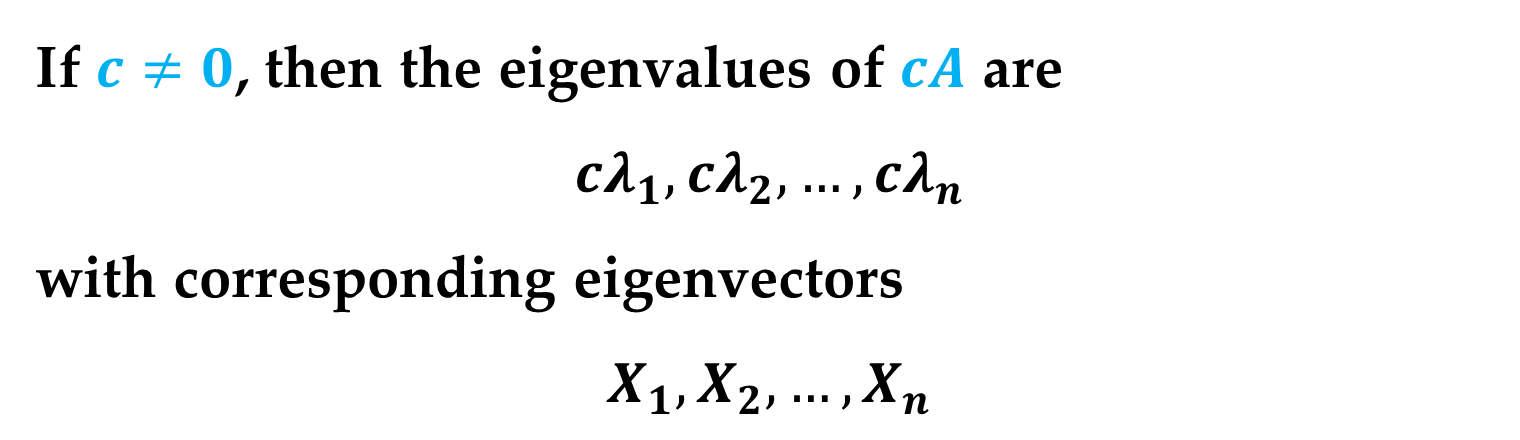 If c ≠ 0, then the eigenvalues of cA are
cλ₁, cλ₂, … , cλₙ
with corresponding eigenvectors
X₁, X₂, … , Xₙ